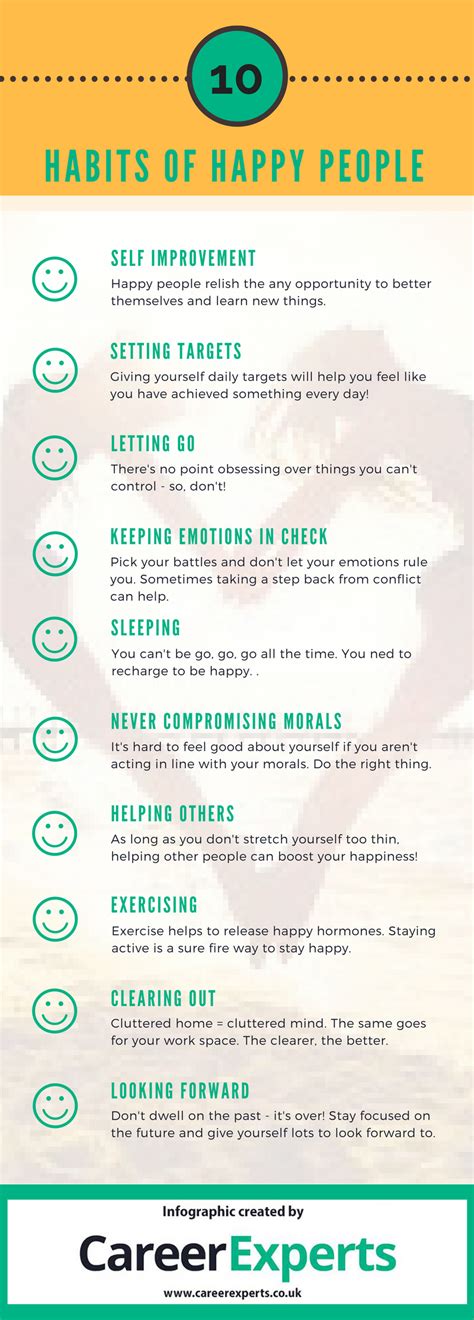 10
HABITS OF HAPPY PEOPLE
SELF IMPROVEMENT
Happy people relish the any opportunity to better
themselves and learn new things.
SETTING TARGETS
Giving yourself daily targets will help you feel like
you have achieved something every day!
LETTING GO
There's no point obsessing over things you can't
control - so, don't!
KEEPING EMOTIONS IN CHECK
Pick your battles and don't let your emotions rule
you. Sometimes taking a step back from conflict
can help.
SLEEPING
You can't be go, go, go all the time. You ned to
recharge to be happy. .
NEVER COMPROMISING MORALS
It's hard to feel good about yourself if you aren't
acting in line with your morals. Do the right thing.
HELPING OTHERS
As long as you don't stretch yourself too thin,
helping other people can boost your happiness!
EXERCISING
Exercise helps to release happy hormones. Staying
active is a sure fire way to stay happy.
CLEARING OUT
Cluttered home = cluttered mind. The same goes
for your work space. The clearer, the better.
LOOKING FORWARD
Don't dwell on the past - it's over! Stay focused on
the future and give yourself lots to look forward to.
Infographic created by
CareerExperts
www.careerexperts.co.uk